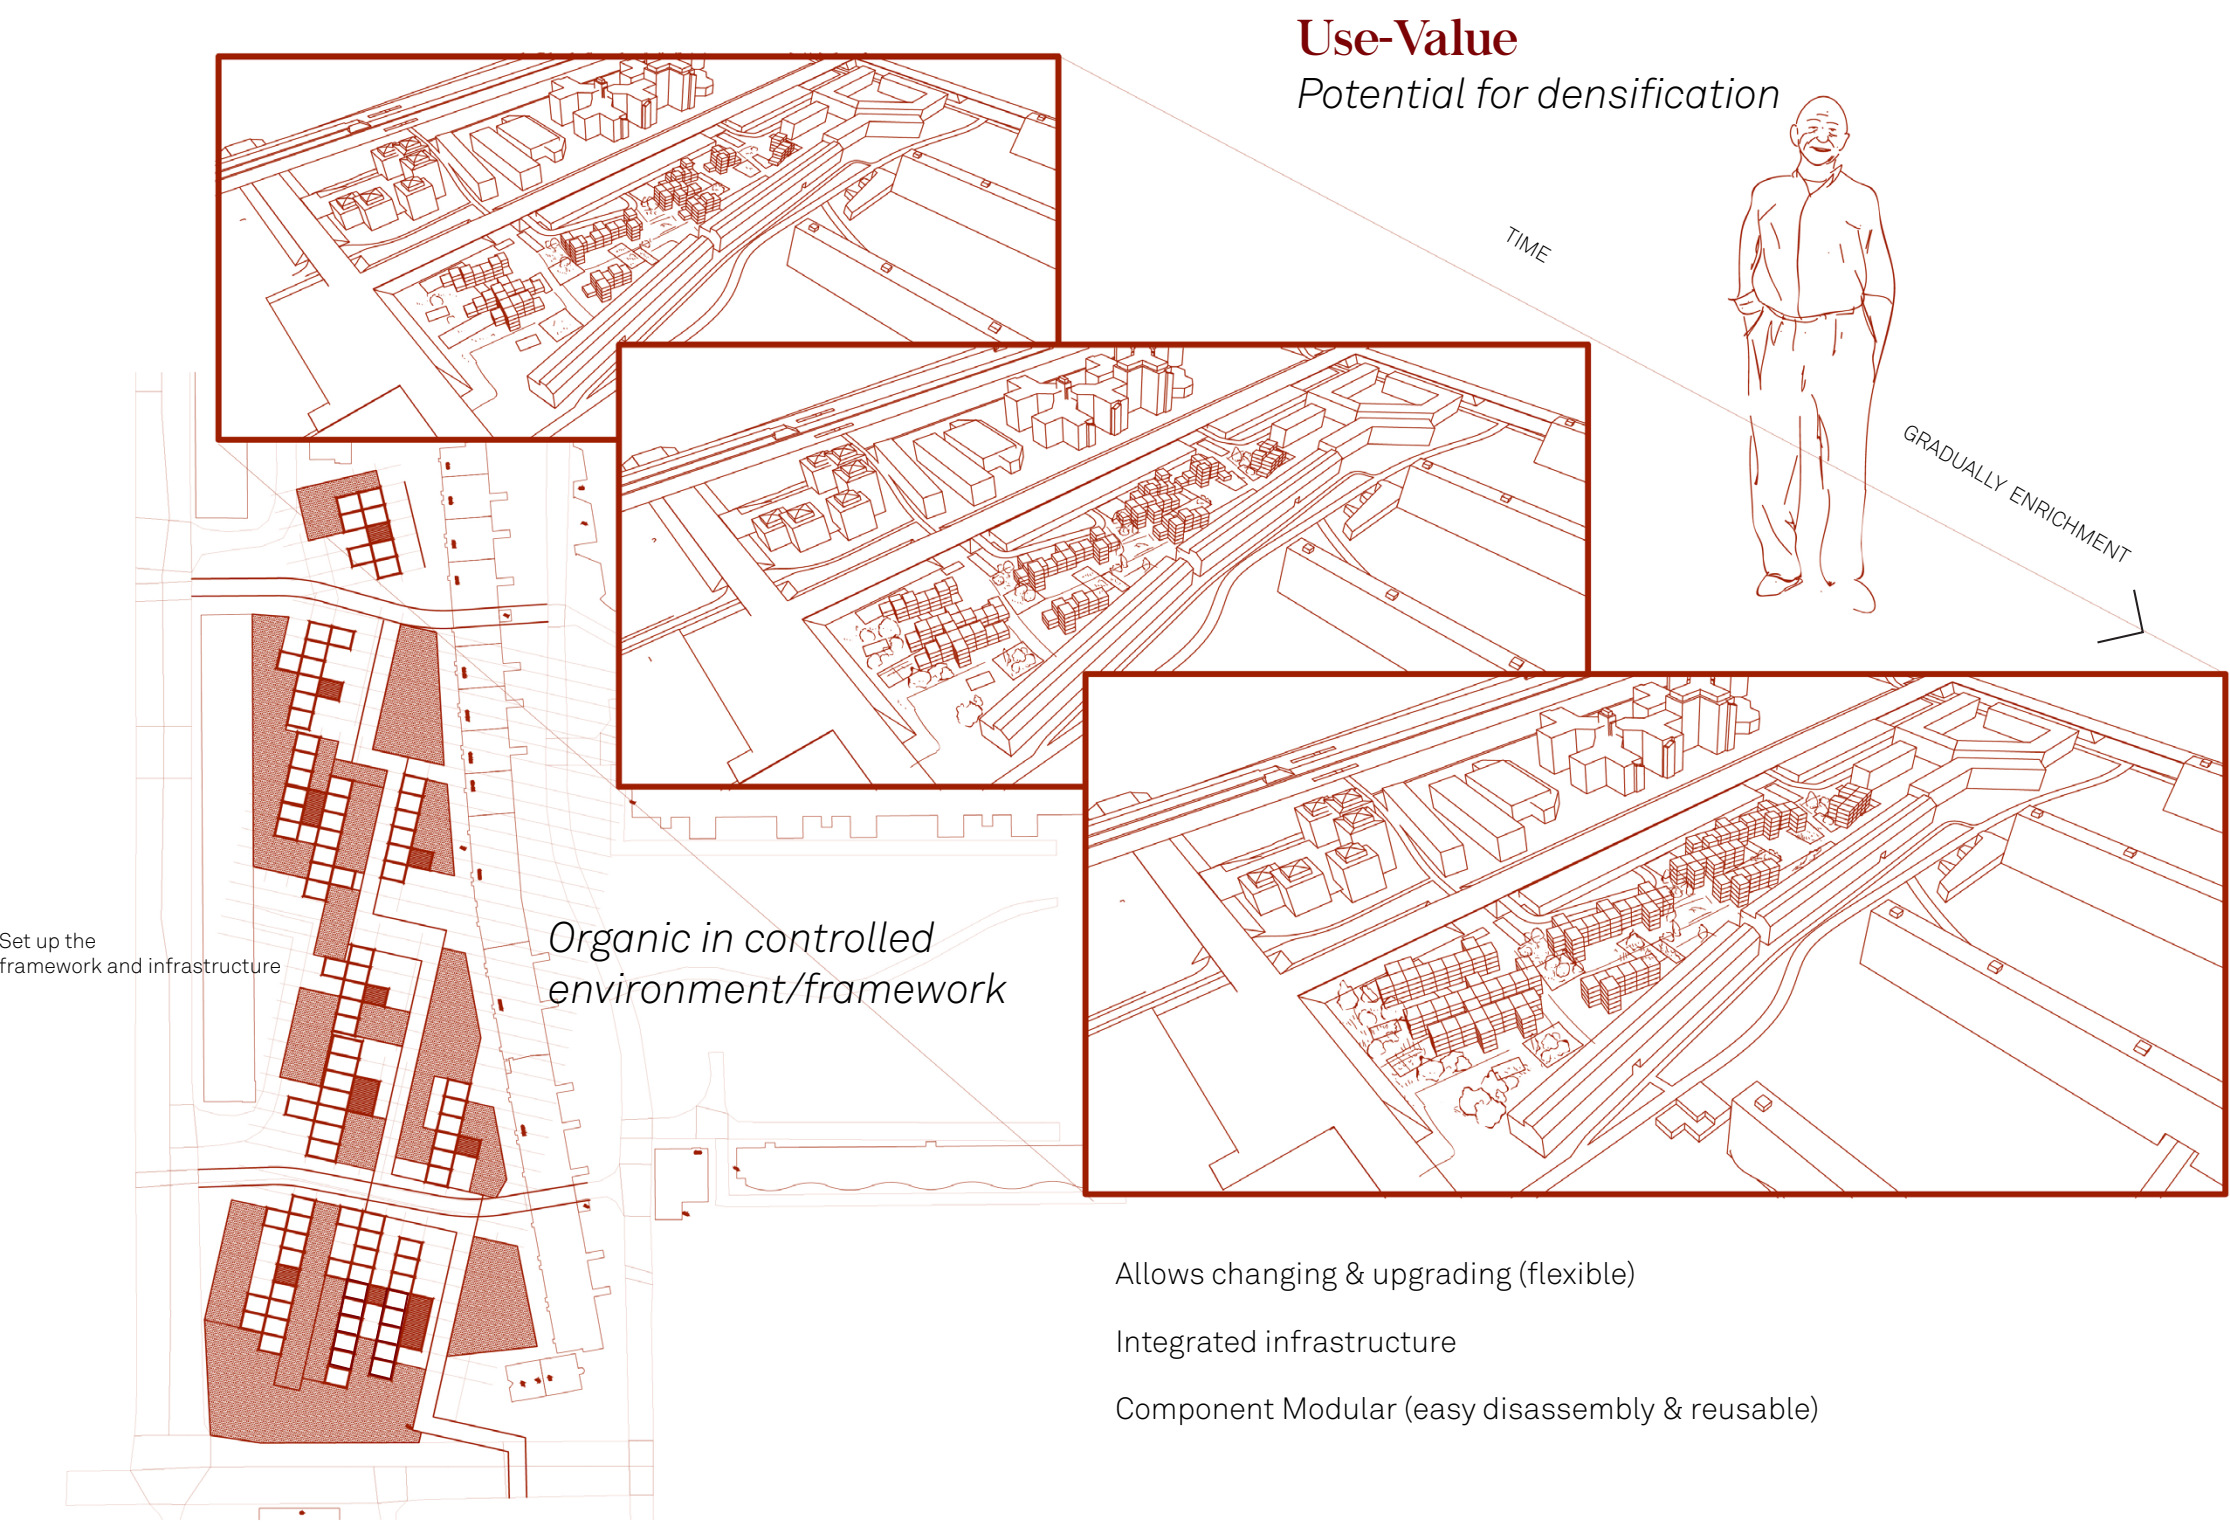 Use-Value
Potential for densification
TIME
GRADUALLY ENRICHMENT
Set up the
framework and infrastructure
Organic in controlled
environment/framework
Allows changing & upgrading (flexible)
Integrated infrastructure
Component Modular (easy disassembly & reusable)